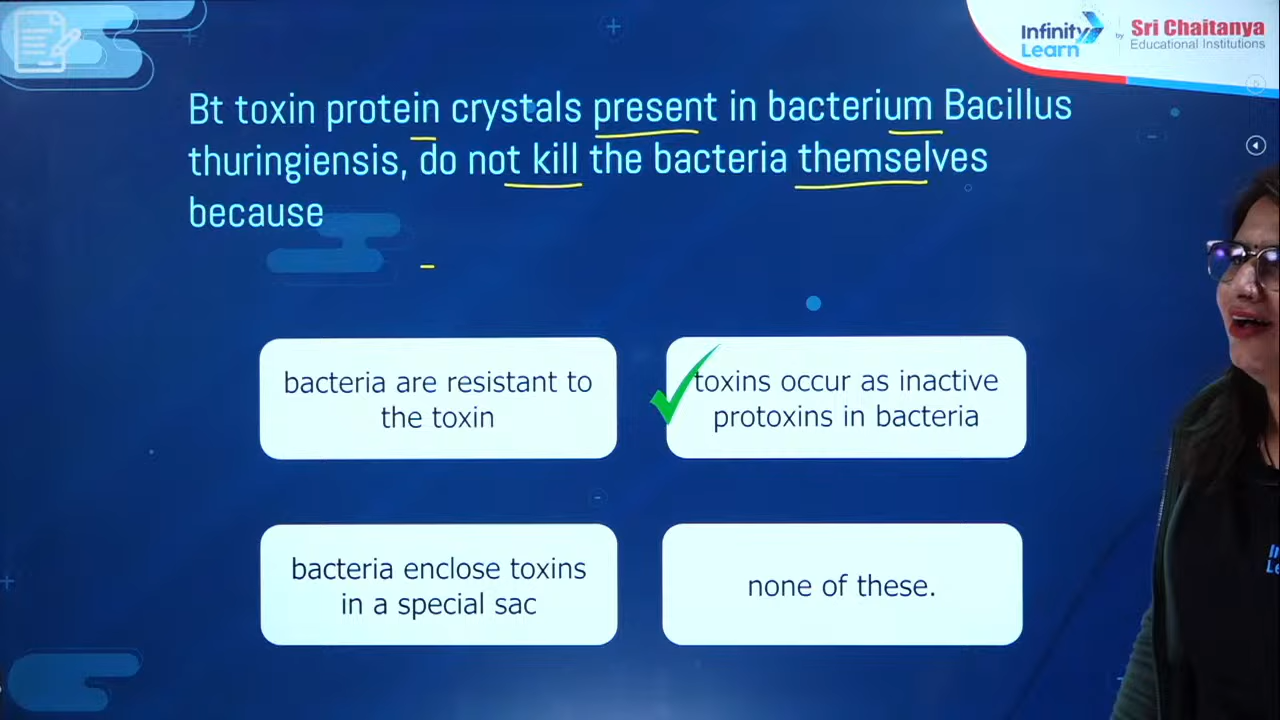 Infinity
Learn
by
Sri Chaitanya
Educational Institutions
Bt toxin protein crystals present in bacterium Bacillus
thuringiensis, do not kill the bacteria themselves
because
bacteria are resistant to
the toxin
toxins occur as inactive
protoxins in bacteria
bacteria enclose toxins
in a special sac
none of these.